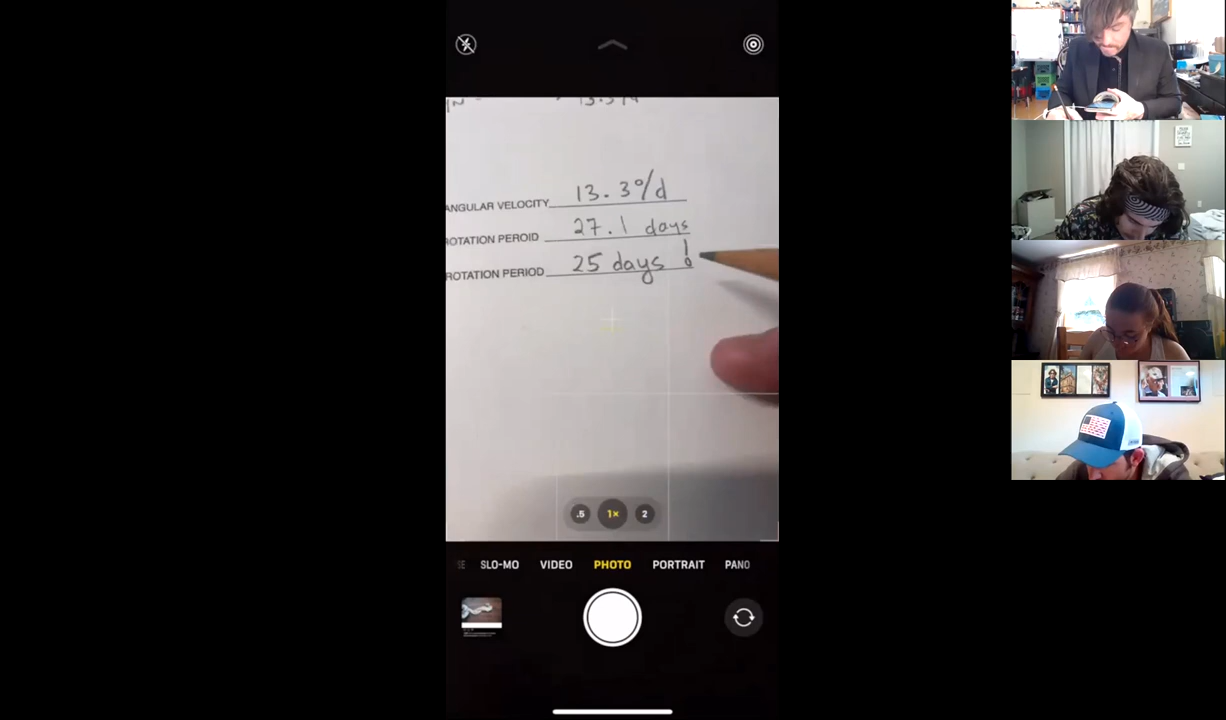 ANGULAR VELOCITY 13.3°/d
ROTATION PEROID 27.1 days
ROTATION PERIOD 25 days !
.5 1× 2
SLO-MO VIDEO PHOTO PORTRAIT PANO